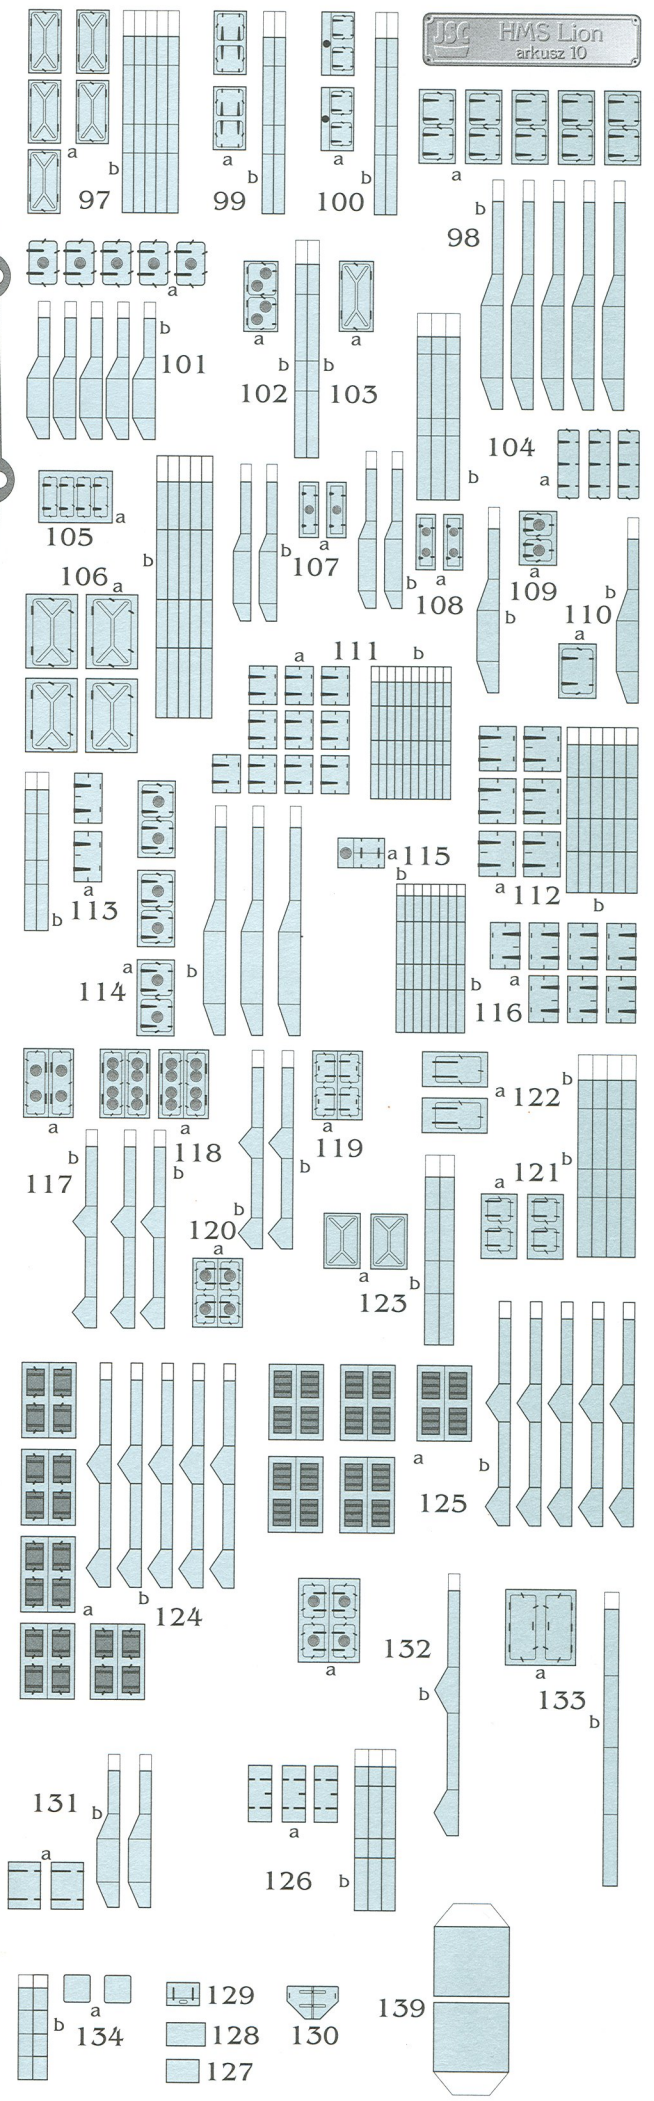 JSC HMS Lion
arkusz 10
a
b
97
a
b
99
a
b
100
a
b
98
a
b
101
a
b
102
a
b
103
104
a
b
105
a
b
106
a
b
107
a
b
108
a
b
109
a
b
110
a
b
111
a
b
112
a
b
113
a
b
114
a
b
a 115
b
116
a
b
117
a
b
118
a
b
119
a
b
120
a
b
122
a
b
121
a
b
123
a
b
124
a
b
125
a
b
132
a
b
133
a
b
131
a
b
126
a
b
139
134
a
b
129
128
127
130